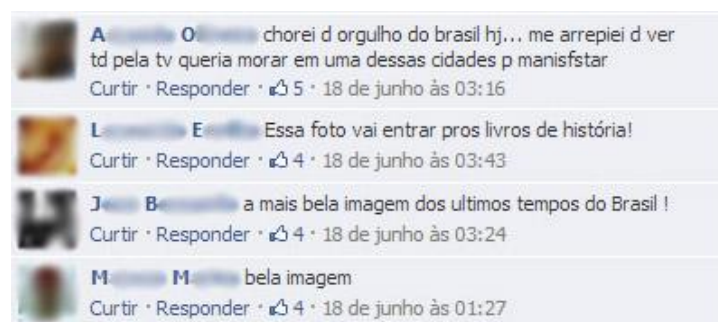 A O chorei d orgulho do brasil hj... me arrepiei d ver
td pela tv queria morar em uma dessas cidades p manisfstar
Curtir · Responder · 5 · 18 de junho às 03:16
L E Essa foto vai entrar pros livros de história!
Curtir · Responder · 4 · 18 de junho às 03:43
J B a mais bela imagem dos ultimos tempos do Brasil !
Curtir · Responder · 4 · 18 de junho às 03:24
M M bela imagem
Curtir · Responder · 4 · 18 de junho às 01:27